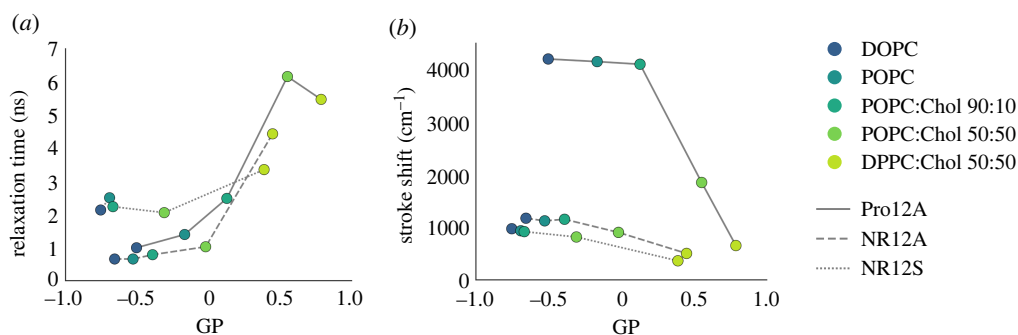 (a)
7
6
5
4
3
2
1
0
relaxation time (ns)
−1.0 −0.5 0 0.5 1.0
GP
(b)
4000
3000
2000
1000
0
stroke shift (cm−1)
−1.0 −0.5 0 0.5 1.0
GP
DOPC
POPC
POPC:Chol 90:10
POPC:Chol 50:50
DPPC:Chol 50:50
Pro12A
NR12A
NR12S